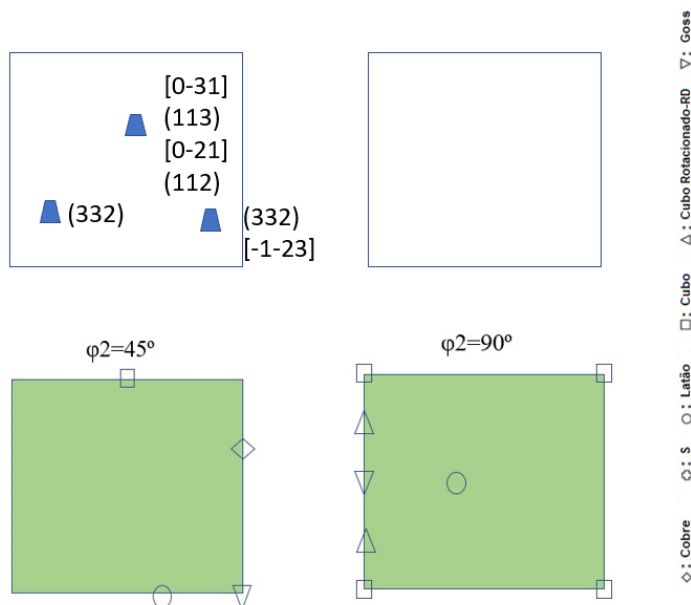 [0-31]
(113)
[0-21]
(112)
(332)
(332)
[-1-23]
φ2=45º
φ2=90º
◇: Cobre
۞: S
○: Latão
□: Cubo
△: Cubo Rotacionado-RD
▽: Goss